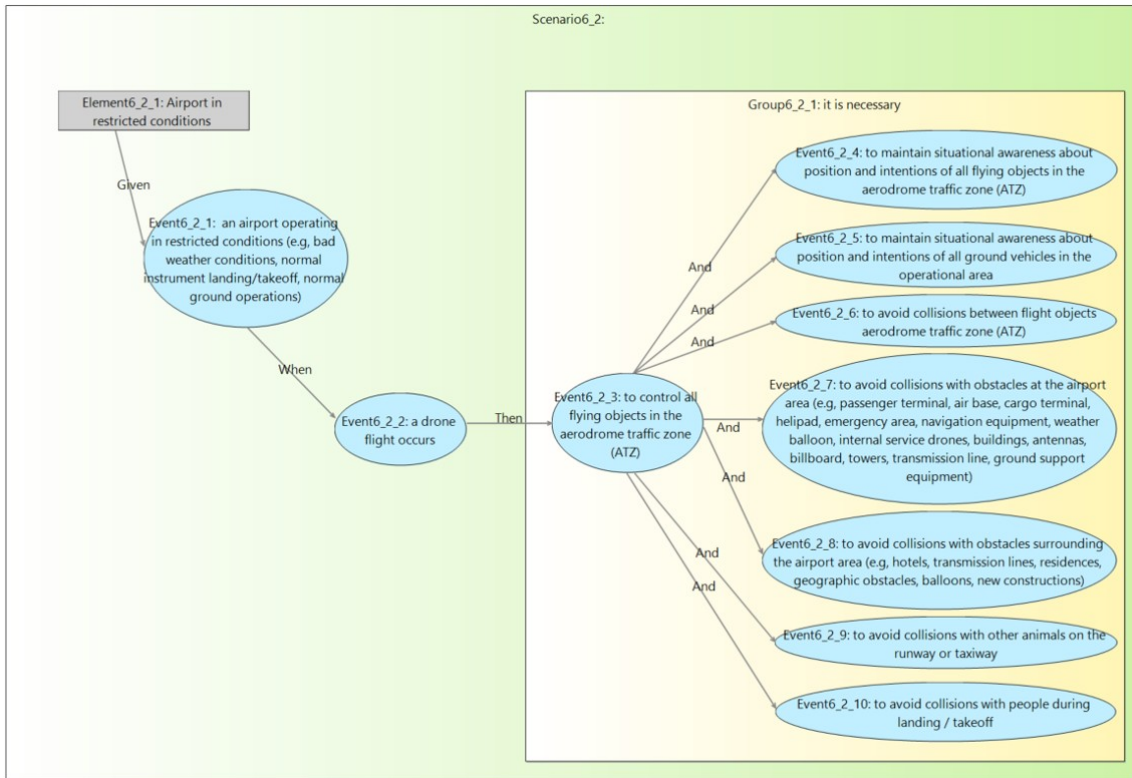 Scenario6_2:
Element6_2_1: Airport in
restricted conditions
Given
Event6_2_1:  an airport operating
in restricted conditions (e.g, bad
weather conditions, normal
instrument landing/takeoff, normal
ground operations)
When
Event6_2_2: a drone
flight occurs
Then
Group6_2_1: it is necessary
Event6_2_3: to control all
flying objects in the
aerodrome traffic zone
(ATZ)
And
Event6_2_4: to maintain situational awareness about
position and intentions of all flying objects in the
aerodrome traffic zone (ATZ)
And
Event6_2_5: to maintain situational awareness about
position and intentions of all ground vehicles in the
operational area
And
Event6_2_6: to avoid collisions between flight objects
aerodrome traffic zone (ATZ)
And
Event6_2_7: to avoid collisions with obstacles at the airport
area (e.g, passenger terminal, air base, cargo terminal,
helipad, emergency area, navigation equipment, weather
balloon, internal service drones, buildings, antennas,
billboard, towers, transmission line, ground support
equipment)
And
Event6_2_8: to avoid collisions with obstacles surrounding
the airport area (e.g, hotels, transmission lines, residences,
geographic obstacles, balloons, new constructions)
And
Event6_2_9: to avoid collisions with other animals on the
runway or taxiway
And
Event6_2_10: to avoid collisions with people during
landing / takeoff